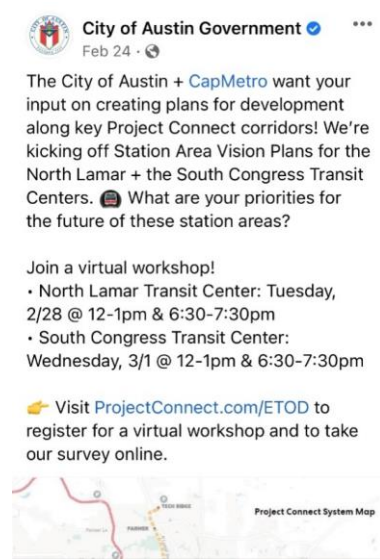 City of Austin Government
Feb 24 ·
The City of Austin + CapMetro want your
input on creating plans for development
along key Project Connect corridors! We're
kicking off Station Area Vision Plans for the
North Lamar + the South Congress Transit
Centers. 🚇 What are your priorities for
the future of these station areas?
Join a virtual workshop!
• North Lamar Transit Center: Tuesday,
2/28 @ 12-1pm & 6:30-7:30pm
• South Congress Transit Center:
Wednesday, 3/1 @ 12-1pm & 6:30-7:30pm
👉 Visit ProjectConnect.com/ETOD to
register for a virtual workshop and to take
our survey online.
TECH RIDGE
Project Connect System Map
PARMER